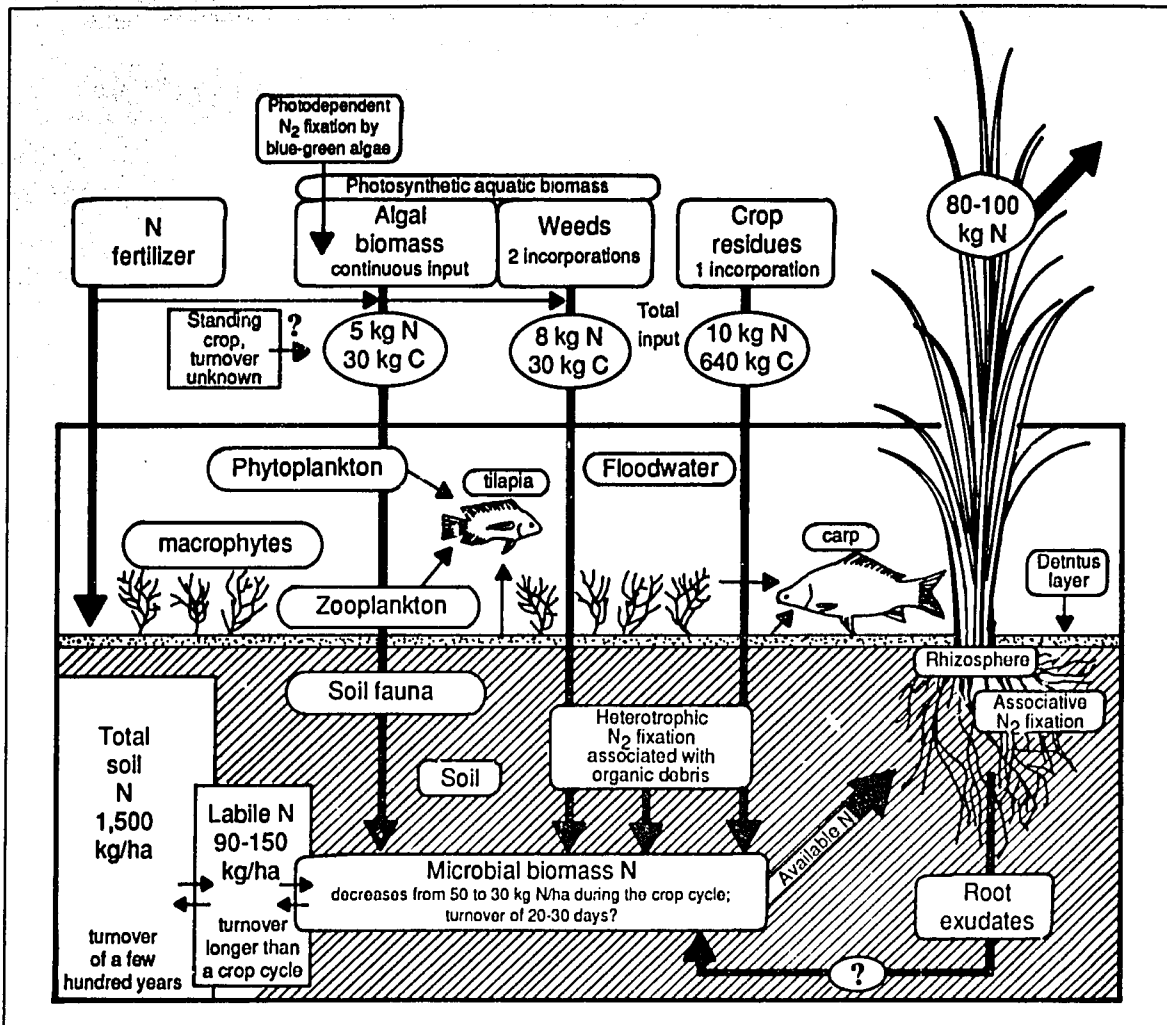 Photodependent
N2 fixation by
blue-green algae
Photosynthetic aquatic biomass
N
fertilizer
Algal
biomass
continuous input
Weeds
2 incorporations
Crop
residues
1 incorporation
80-100
kg N
Standing
crop,
turnover
unknown
?
5 kg N
30 kg C
8 kg N
30 kg C
Total
input
10 kg N
640 kg C
Phytoplankton
tilapia
Floodwater
macrophytes
carp
Detntus
layer
Zooplankton
Rhizosphere
Soil fauna
Associative
N2 fixation
Heterotrophic
N2 fixation
associated with
organic debris
Soil
Total
soil
N
1,500
kg/ha
turnover
of a few
hundred years
Labile N
90-150
kg/ha
turnover
longer than
a crop cycle
Microbial biomass N
decreases from 50 to 30 kg N/ha during the crop cycle;
turnover of 20-30 days?
Available N
Root
exudates
?